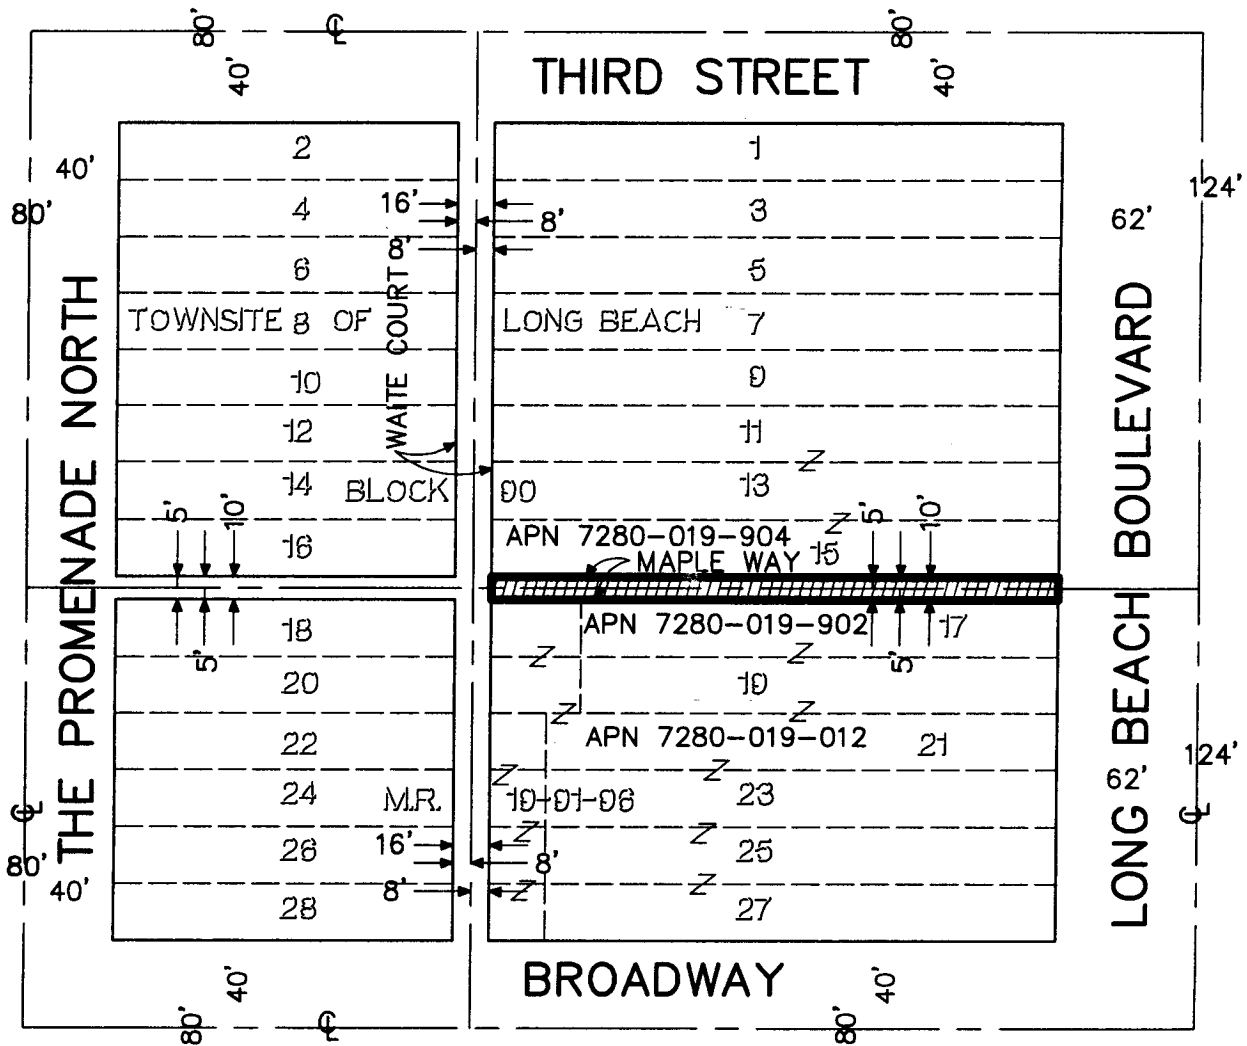 80' ℄ 80'
40' THIRD STREET 40'
2 1
40' 124'
80' 4 16' 3 62'
8'
8'
6 5
TOWNSITE 8 OF LONG BEACH 7
WAITE COURT
THE PROMENADE NORTH
LONG BEACH BOULEVARD
10 9
12 11
14 BLOCK 90 13
5' 10' 5' 10'
16 APN 7280-019-904 15
MAPLE WAY
18 APN 7280-019-902 17
5' 5'
20 19
22 APN 7280-019-012 21
124'
24 M.R. 19-91-96 23 62'
℄ ℄
26 16' 25
80' 8'
40' 8'
28 27
40' BROADWAY 40'
80' ℄ 80'